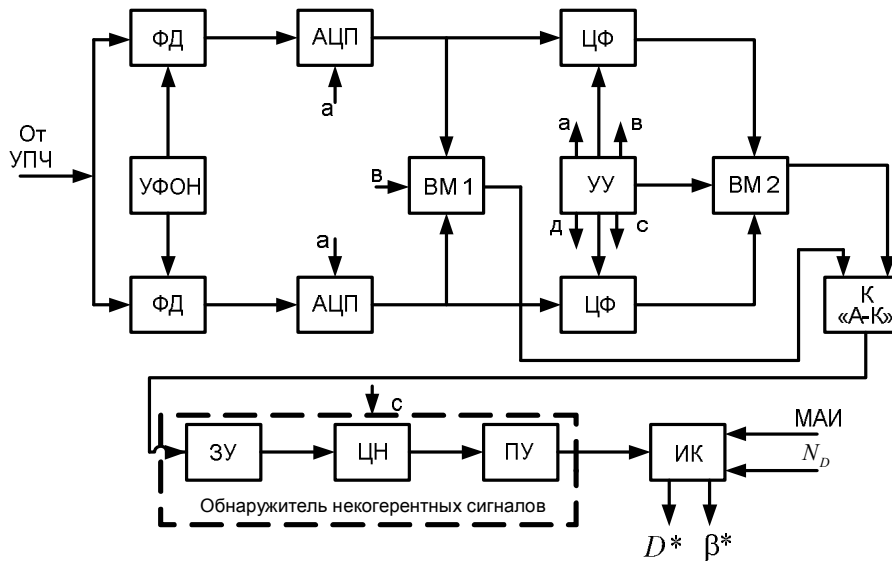 ФД
АЦП
ЦФ
а
От
УПЧ
а
в
УФОН
в
ВМ 1
УУ
ВМ 2
д
с
а
ФД
АЦП
ЦФ
К
«А-К»
с
МАИ
ЗУ
ЦН
ПУ
ИК
N_D
Обнаружитель некогерентных сигналов
D*
β*